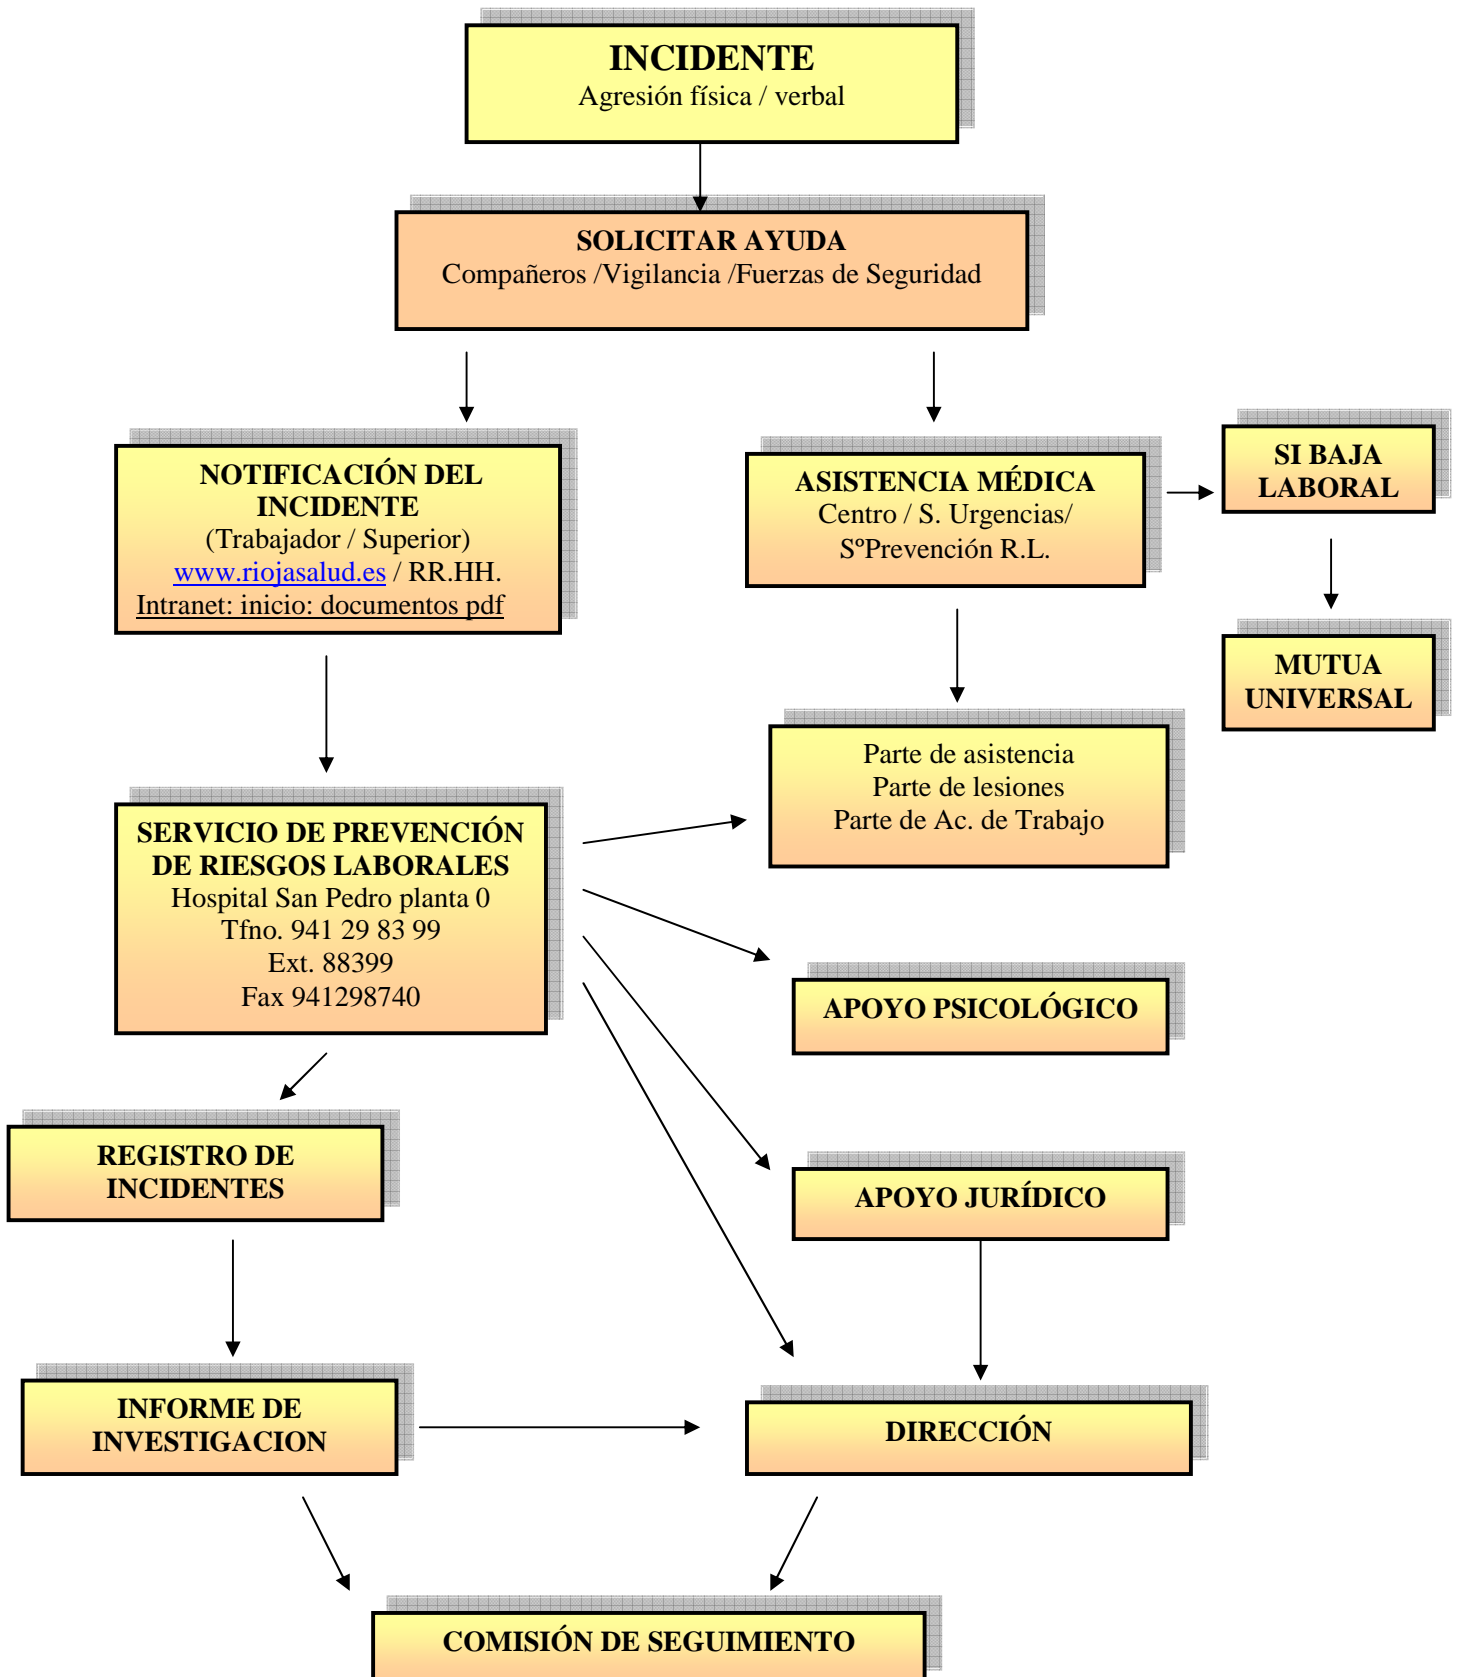 INCIDENTE
Agresión física / verbal
SOLICITAR AYUDA
Compañeros /Vigilancia /Fuerzas de Seguridad
NOTIFICACIÓN DEL
INCIDENTE
(Trabajador / Superior)
www.riojasalud.es / RR.HH.
Intranet: inicio: documentos pdf
ASISTENCIA MÉDICA
Centro / S. Urgencias/
SºPrevención R.L.
SI BAJA
LABORAL
MUTUA
UNIVERSAL
Parte de asistencia
Parte de lesiones
Parte de Ac. de Trabajo
SERVICIO DE PREVENCIÓN
DE RIESGOS LABORALES
Hospital San Pedro planta 0
Tfno. 941 29 83 99
Ext. 88399
Fax 941298740
APOYO PSICOLÓGICO
REGISTRO DE
INCIDENTES
APOYO JURÍDICO
INFORME DE
INVESTIGACION
DIRECCIÓN
COMISIÓN DE SEGUIMIENTO